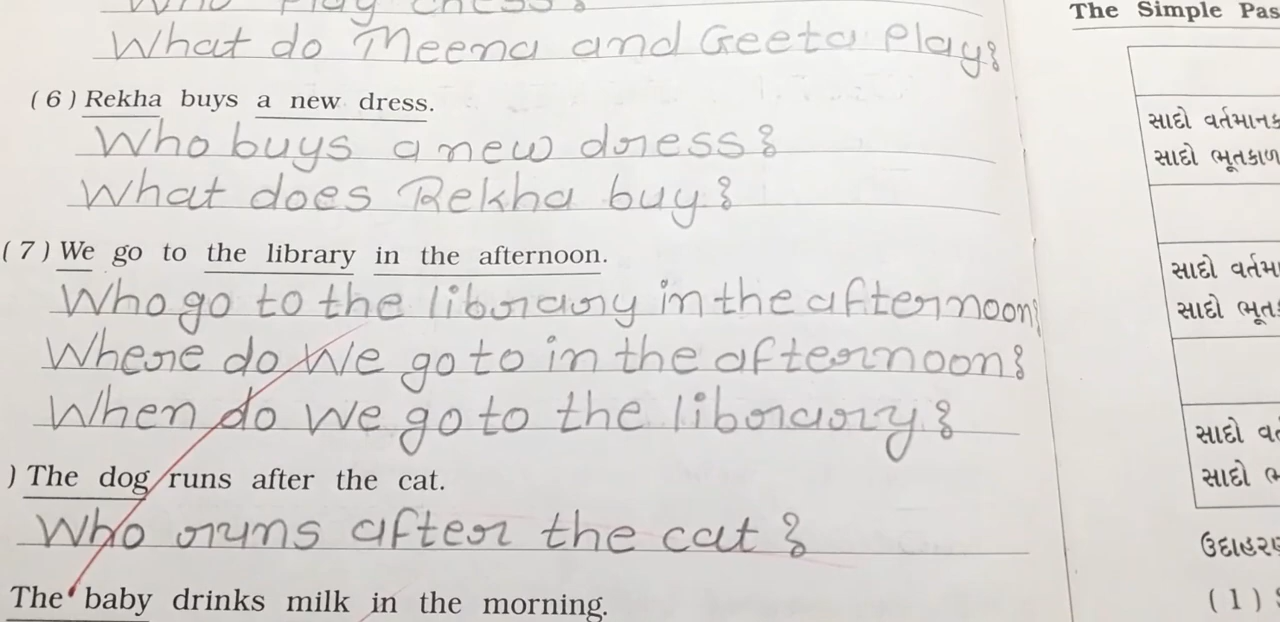 Who play chess?
What do Meena and Geeta Play?
(6) Rekha buys a new dress.
Who buys a new dress?
What does Rekha buy?
(7) We go to the library in the afternoon.
Who go to the library in the afternoon?
Where do We go to in the afternoon?
When do We go to the library?
) The dog runs after the cat.
Who runs after the cat?
The baby drinks milk in the morning.
The Simple Pas
સાદો વર્તમાનક
સાદો ભૂતકાળ
સાદો વર્તમા
સાદો ભૂત
સાદો વ
સાદો ભ
ઉદાહરણ
(1)